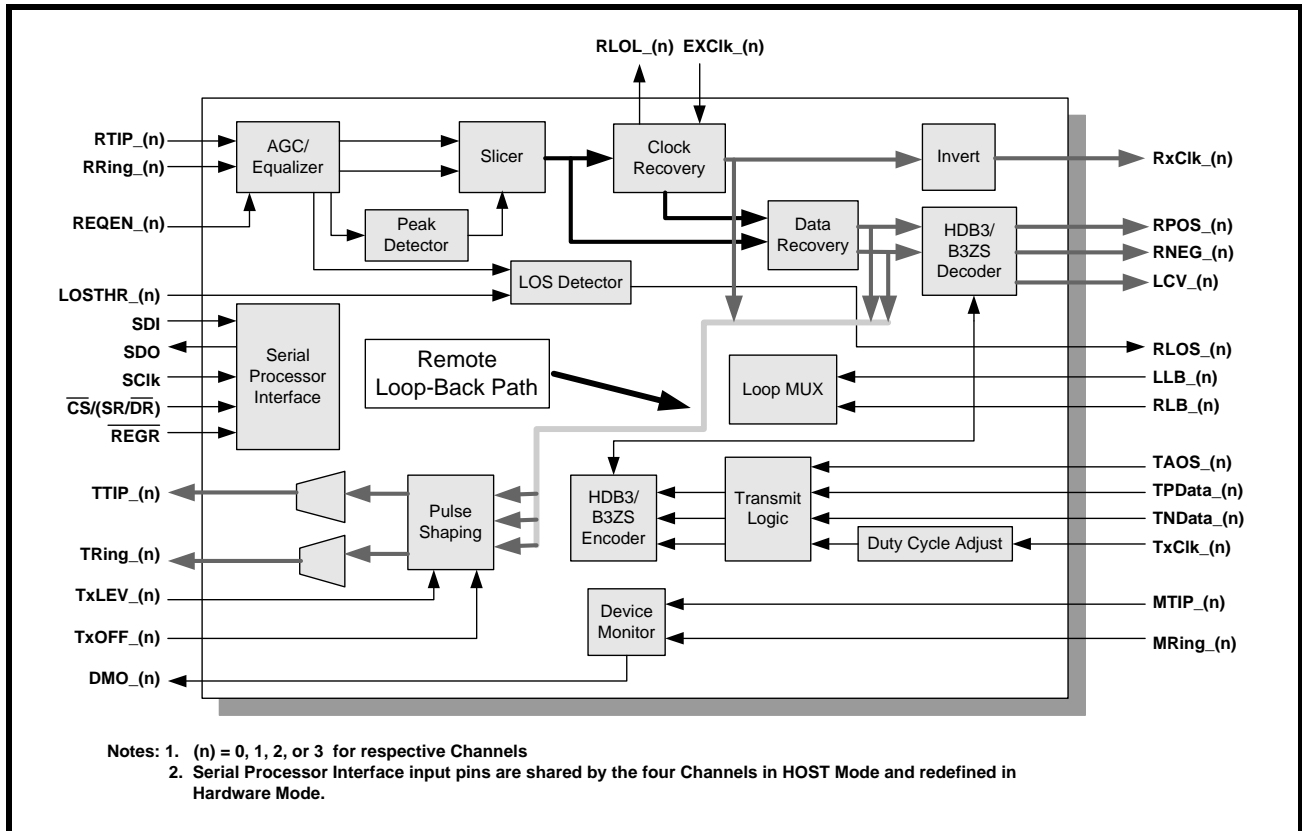 RLOL_(n) EXClk_(n)
RTIP_(n)
RRing_(n)
REQEN_(n)
LOSTHR_(n)
SDI
SDO
SClk
C̅S̅/(SR/D̅R̅)
R̅E̅G̅R̅
TTIP_(n)
TRing_(n)
TxLEV_(n)
TxOFF_(n)
DMO_(n)
AGC/
Equalizer
Peak
Detector
Slicer
LOS Detector
Clock
Recovery
Data
Recovery
Invert
HDB3/
B3ZS
Decoder
Serial
Processor
Interface
Remote
Loop-Back Path
Loop MUX
Pulse
Shaping
HDB3/
B3ZS
Encoder
Transmit
Logic
Duty Cycle Adjust
Device
Monitor
RxClk_(n)
RPOS_(n)
RNEG_(n)
LCV_(n)
RLOS_(n)
LLB_(n)
RLB_(n)
TAOS_(n)
TPData_(n)
TNData_(n)
TxClk_(n)
MTIP_(n)
MRing_(n)
Notes: 1. (n) = 0, 1, 2, or 3 for respective Channels
2. Serial Processor Interface input pins are shared by the four Channels in HOST Mode and redefined in
Hardware Mode.